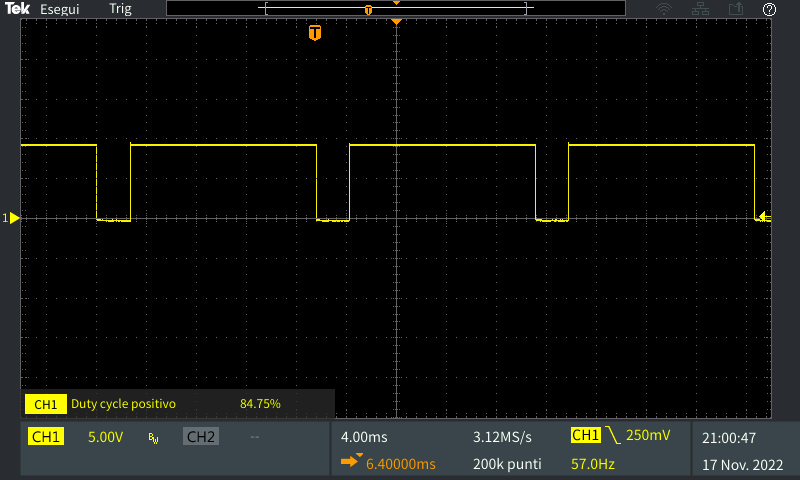 Tek Esegui Trig
T
?
T
1
CH1 Duty cycle positivo 84.75%
CH1 5.00V BW CH2 -- 4.00ms 3.12MS/s CH1 250mV 21:00:47
6.40000ms 200k punti 57.0Hz 17 Nov. 2022